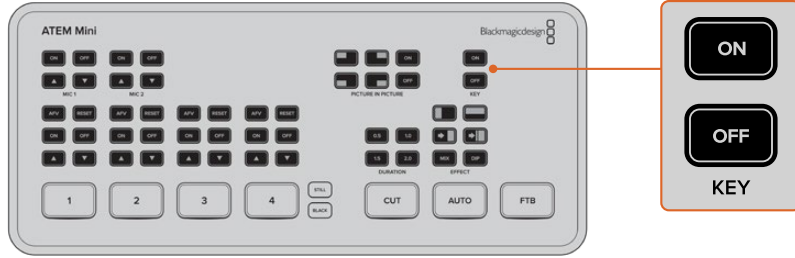 ATEM Mini
Blackmagicdesign
ON OFF ON OFF
ON
ON
ON
MIC 1 MIC 2
OFF
OFF
OFF
PICTURE IN PICTURE KEY
KEY
AFV RESET AFV RESET AFV RESET AFV RESET
ON OFF ON OFF ON OFF ON OFF
0.5 1.0
1.5 2.0 MIX DIP
DURATION EFFECT
1 2 3 4
STILL
BLACK
CUT AUTO FTB